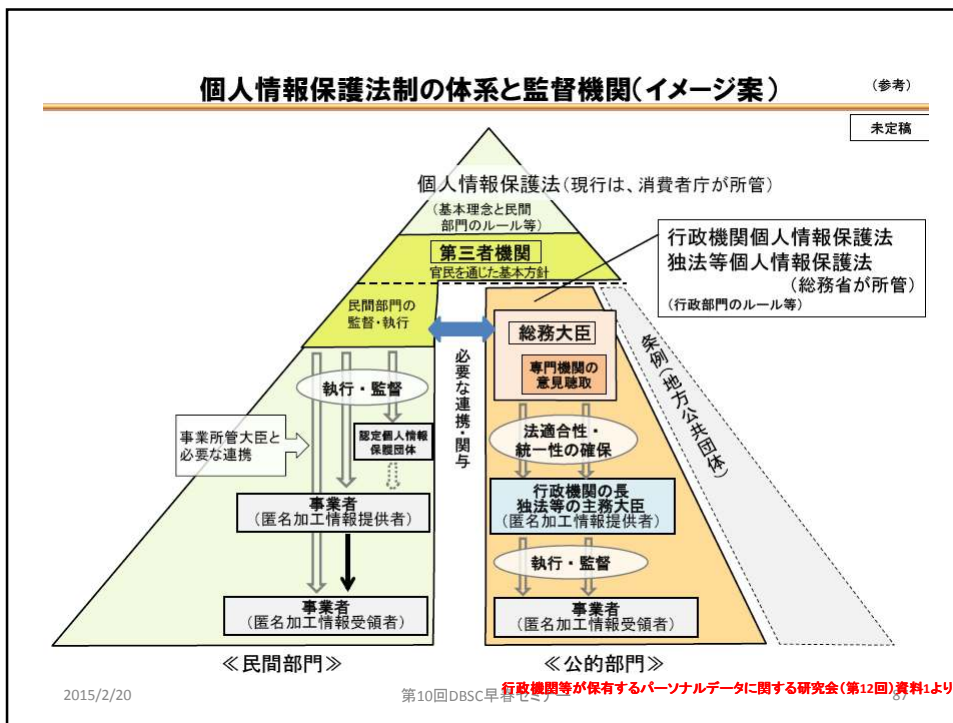 個人情報保護法制の体系と監督機関(イメージ案)
(参考)
未定稿
個人情報保護法(現行は、消費者庁が所管)
(基本理念と民間
部門のルール等)
第三者機関
官民を通じた基本方針
行政機関個人情報保護法
独法等個人情報保護法
(総務省が所管)
(行政部門のルール等)
民間部門の
監督・執行
必要な連携・関与
総務大臣
専門機関の
意見聴取
条例(地方公共団体)
執行・監督
事業所管大臣と
必要な連携
認定個人情報
保護団体
法適合性・
統一性の確保
事業者
(匿名加工情報提供者)
行政機関の長
独法等の主務大臣
(匿名加工情報提供者)
執行・監督
事業者
(匿名加工情報受領者)
事業者
(匿名加工情報受領者)
≪民間部門≫
≪公的部門≫
2015/2/20
第10回DBSC早春セミナー
行政機関等が保有するパーソナルデータに関する研究会(第12回)資料1より
87